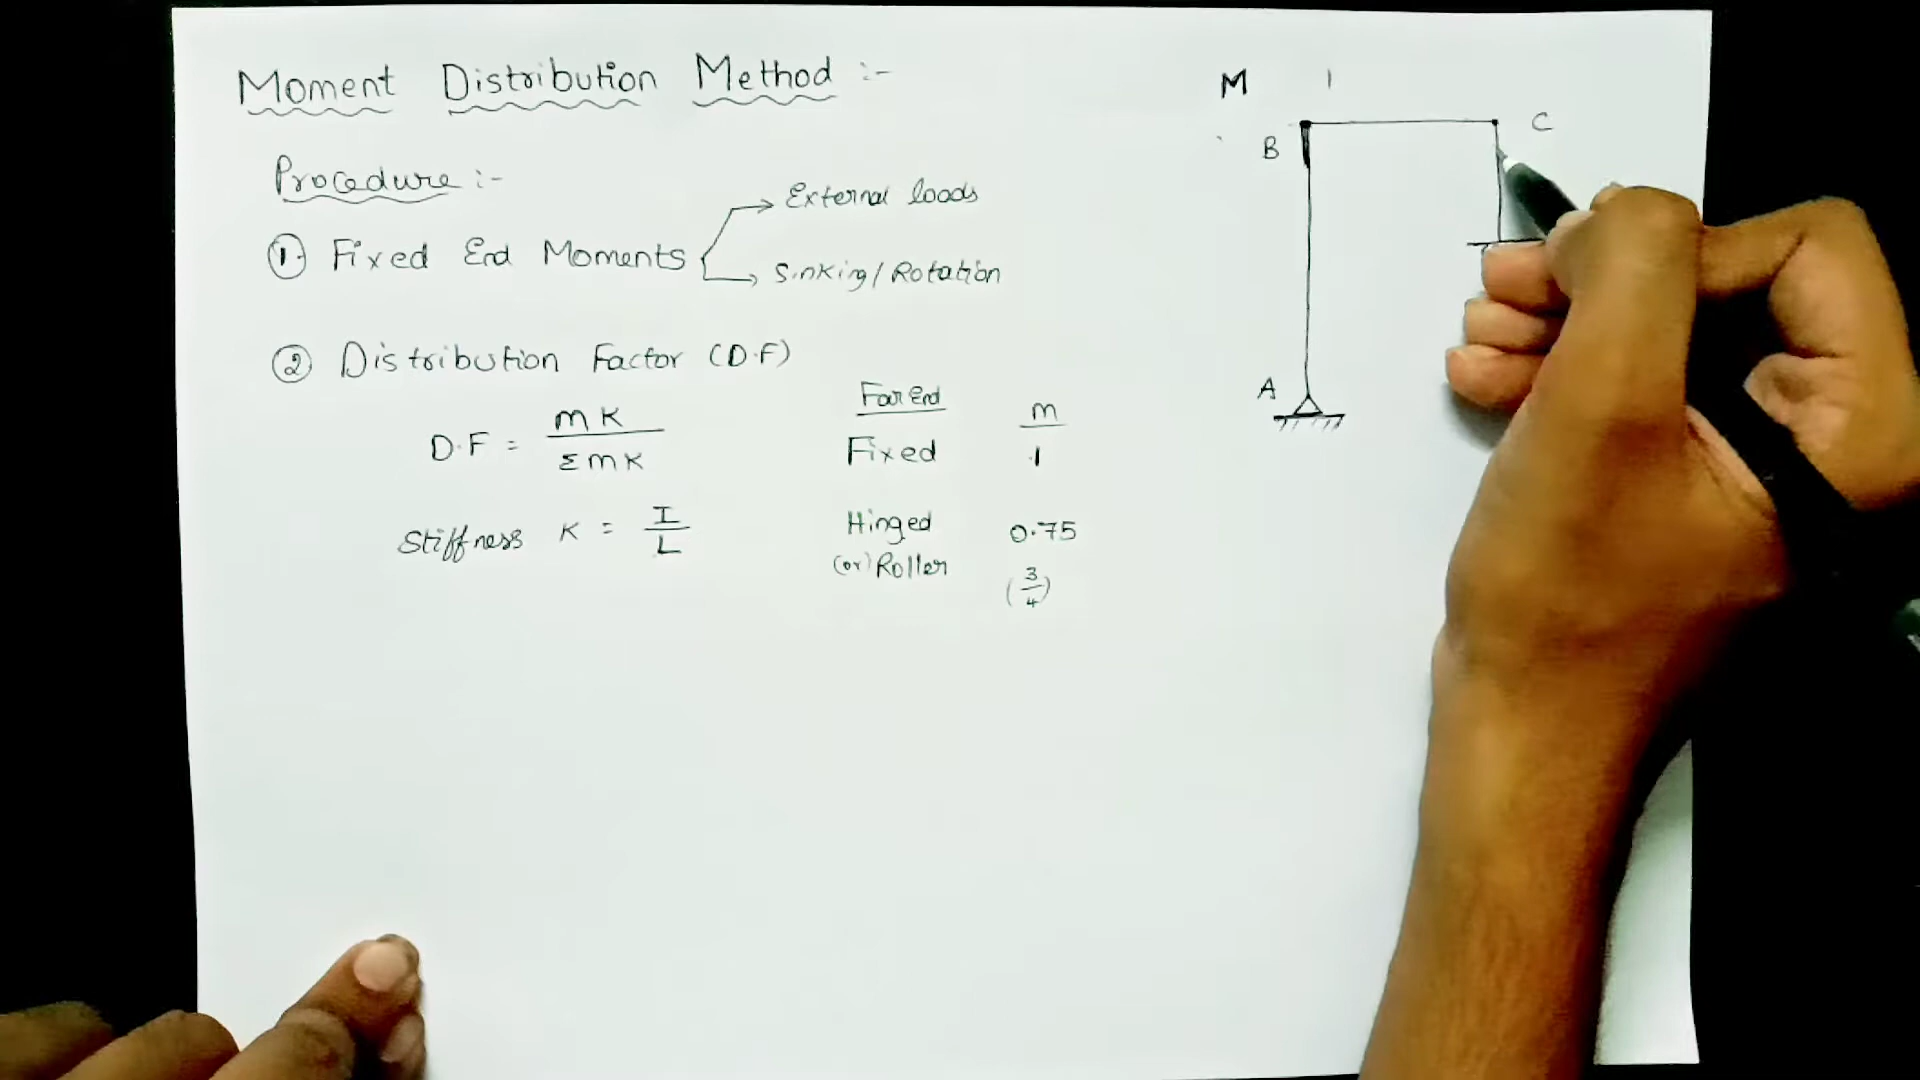 Moment Distribution Method :-
Procedure :-
① Fixed End Moments
External loads
Sinking / Rotation
② Distribution Factor (D.F)
D.F = mK / ΣmK
Stiffness K = I / L
Far End m
Fixed 1
Hinged (or) Roller 0.75 (3/4)
M 1
B
C
A